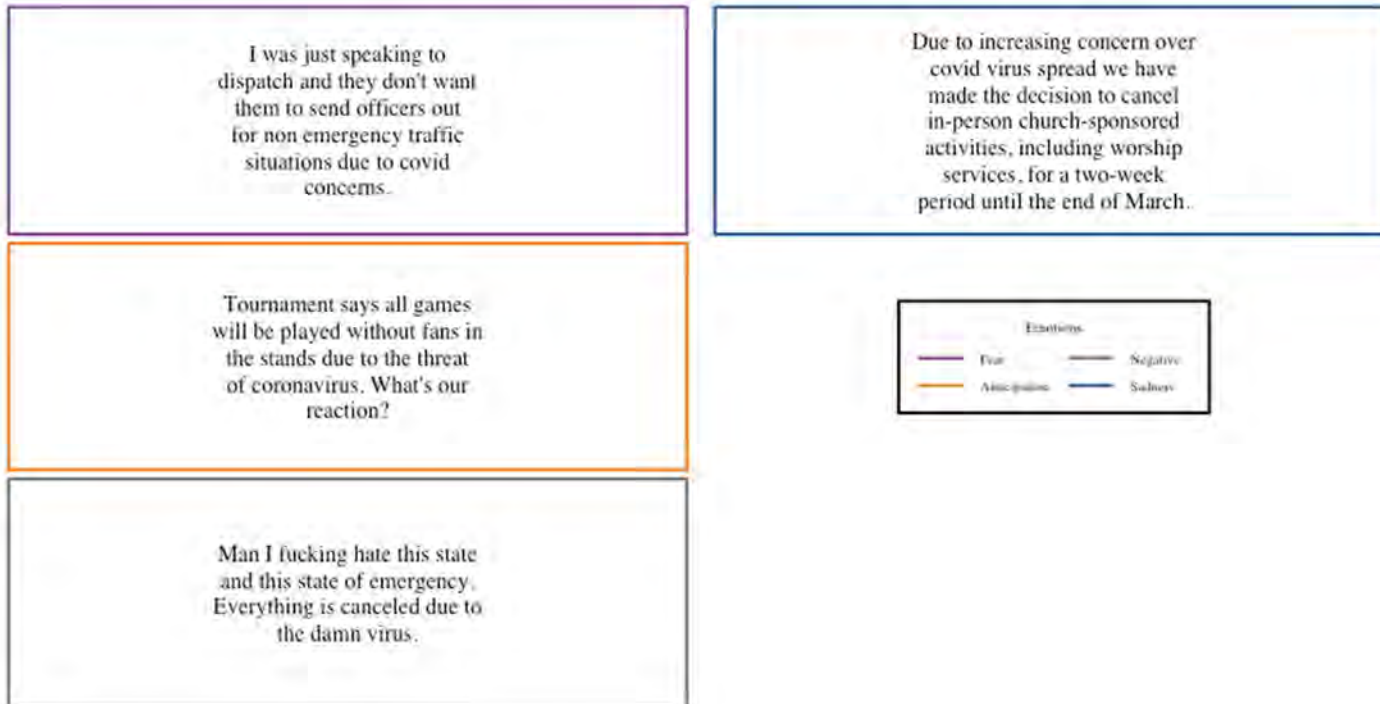 I was just speaking to
dispatch and they don't want
them to send officers out
for non emergency traffic
situations due to covid
concerns.
Due to increasing concern over
covid virus spread we have
made the decision to cancel
in-person church-sponsored
activities, including worship
services, for a two-week
period until the end of March.
Tournament says all games
will be played without fans in
the stands due to the threat
of coronavirus. What's our
reaction?
Emotions
Fear
Negative
Anticipation
Sadness
Man I fucking hate this state
and this state of emergency.
Everything is canceled due to
the damn virus.